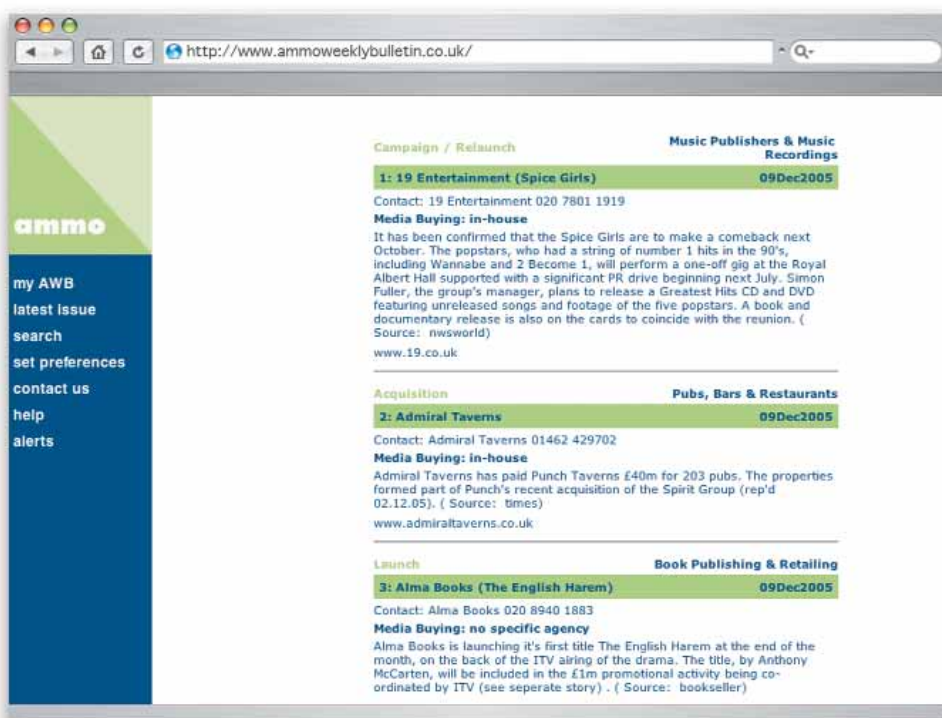 http://www.ammoweeklybulletin.co.uk/
ammo
my AWB
latest issue
search
set preferences
contact us
help
alerts
Campaign / Relaunch
Music Publishers & Music
Recordings
1: 19 Entertainment (Spice Girls) 09Dec2005
Contact: 19 Entertainment 020 7801 1919
Media Buying: in-house
It has been confirmed that the Spice Girls are to make a comeback next
October. The popstars, who had a string of number 1 hits in the 90's,
including Wannabe and 2 Become 1, will perform a one-off gig at the Royal
Albert Hall supported with a significant PR drive beginning next July. Simon
Fuller, the group's manager, plans to release a Greatest Hits CD and DVD
featuring unreleased songs and footage of the five popstars. A book and
documentary release is also on the cards to coincide with the reunion. (
Source: nwsworld)
www.19.co.uk
Acquisition Pubs, Bars & Restaurants
2: Admiral Taverns 09Dec2005
Contact: Admiral Taverns 01462 429702
Media Buying: in-house
Admiral Taverns has paid Punch Taverns £40m for 203 pubs. The properties
formed part of Punch's recent acquisition of the Spirit Group (rep'd
02.12.05). ( Source: times)
www.admiraltaverns.co.uk
Launch Book Publishing & Retailing
3: Alma Books (The English Harem) 09Dec2005
Contact: Alma Books 020 8940 1883
Media Buying: no specific agency
Alma Books is launching it's first title The English Harem at the end of the
month, on the back of the ITV airing of the drama. The title, by Anthony
McCarten, will be included in the £1m promotional activity being co-
ordinated by ITV (see seperate story) . ( Source: bookseller)